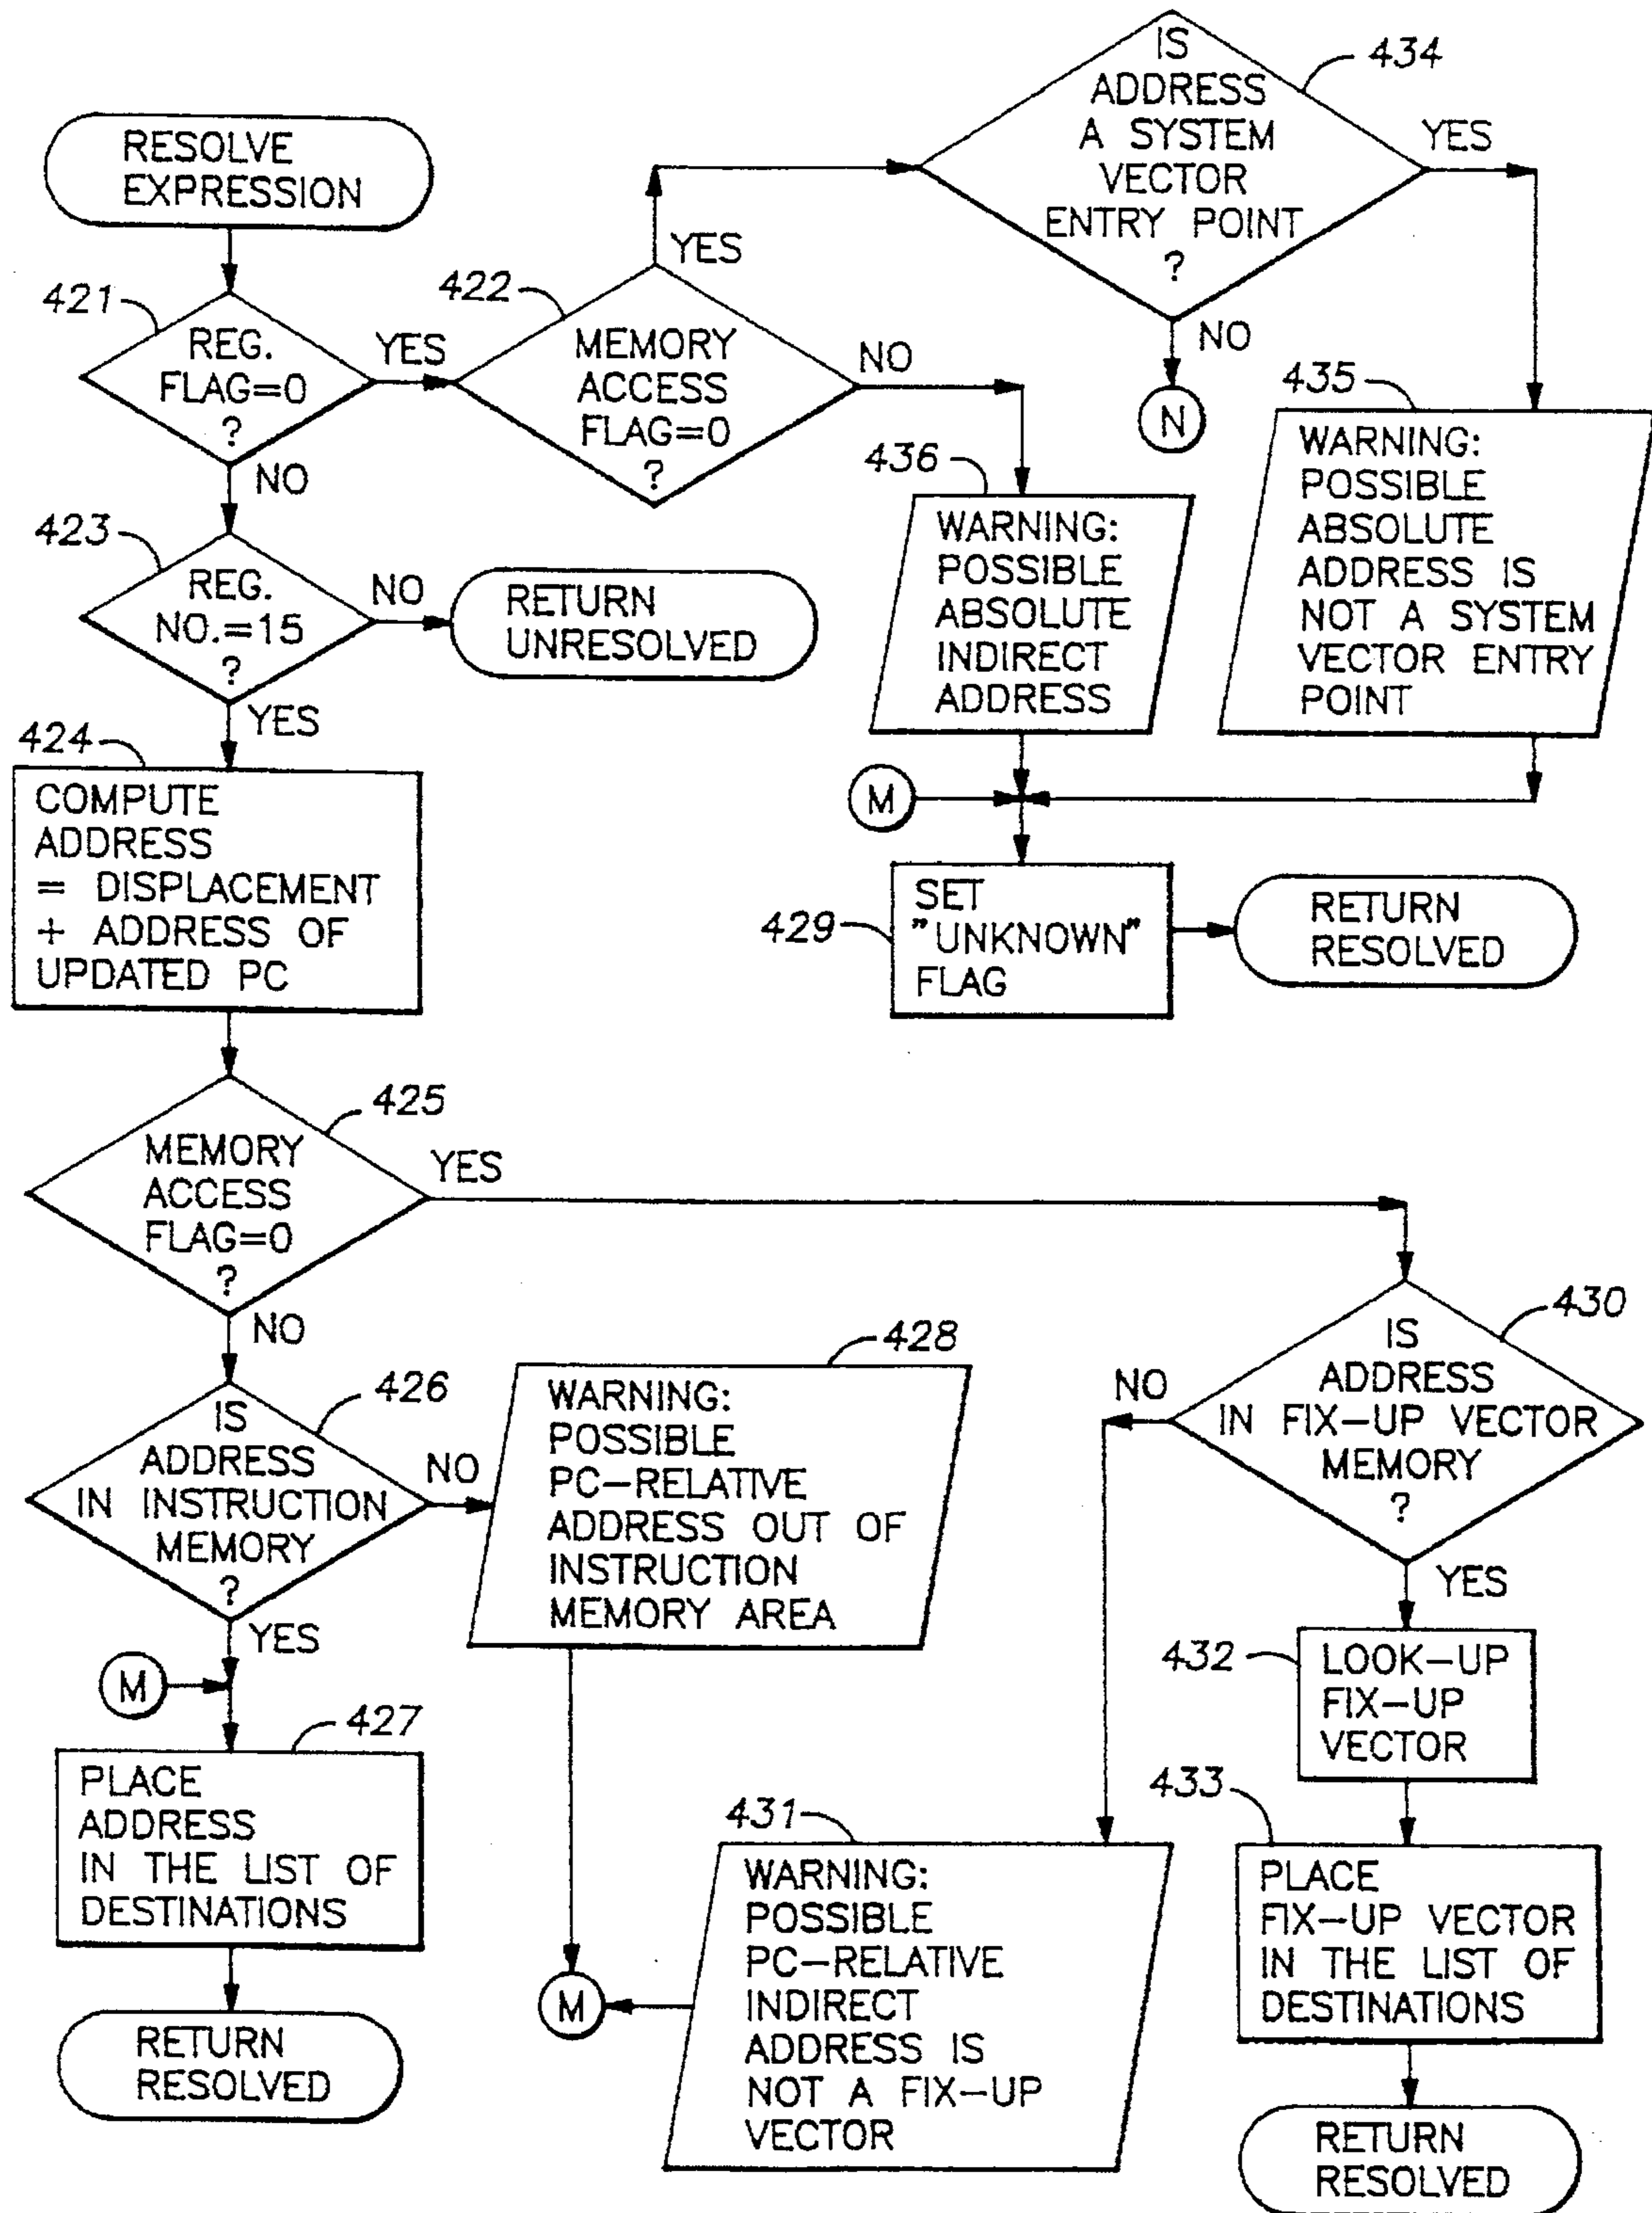 RESOLVE
EXPRESSION
421
REG.
FLAG=0
?
YES
NO
422
MEMORY
ACCESS
FLAG=0
?
YES
NO
434
IS
ADDRESS
A SYSTEM
VECTOR
ENTRY POINT
?
YES
NO
N
435
WARNING:
POSSIBLE
ABSOLUTE
ADDRESS IS
NOT A SYSTEM
VECTOR ENTRY
POINT
436
WARNING:
POSSIBLE
ABSOLUTE
INDIRECT
ADDRESS
423
REG.
NO.=15
?
NO
RETURN
UNRESOLVED
YES
424
COMPUTE
ADDRESS
= DISPLACEMENT
+ ADDRESS OF
UPDATED PC
M
429
SET
"UNKNOWN"
FLAG
RETURN
RESOLVED
425
MEMORY
ACCESS
FLAG=0
?
YES
NO
426
IS
ADDRESS
IN INSTRUCTION
MEMORY
?
NO
YES
428
WARNING:
POSSIBLE
PC-RELATIVE
ADDRESS OUT OF
INSTRUCTION
MEMORY AREA
430
IS
ADDRESS
IN FIX-UP VECTOR
MEMORY
?
NO
YES
M
427
PLACE
ADDRESS
IN THE LIST OF
DESTINATIONS
RETURN
RESOLVED
M
431
WARNING:
POSSIBLE
PC-RELATIVE
INDIRECT
ADDRESS IS
NOT A FIX-UP
VECTOR
432
LOOK-UP
FIX-UP
VECTOR
433
PLACE
FIX-UP VECTOR
IN THE LIST OF
DESTINATIONS
RETURN
RESOLVED